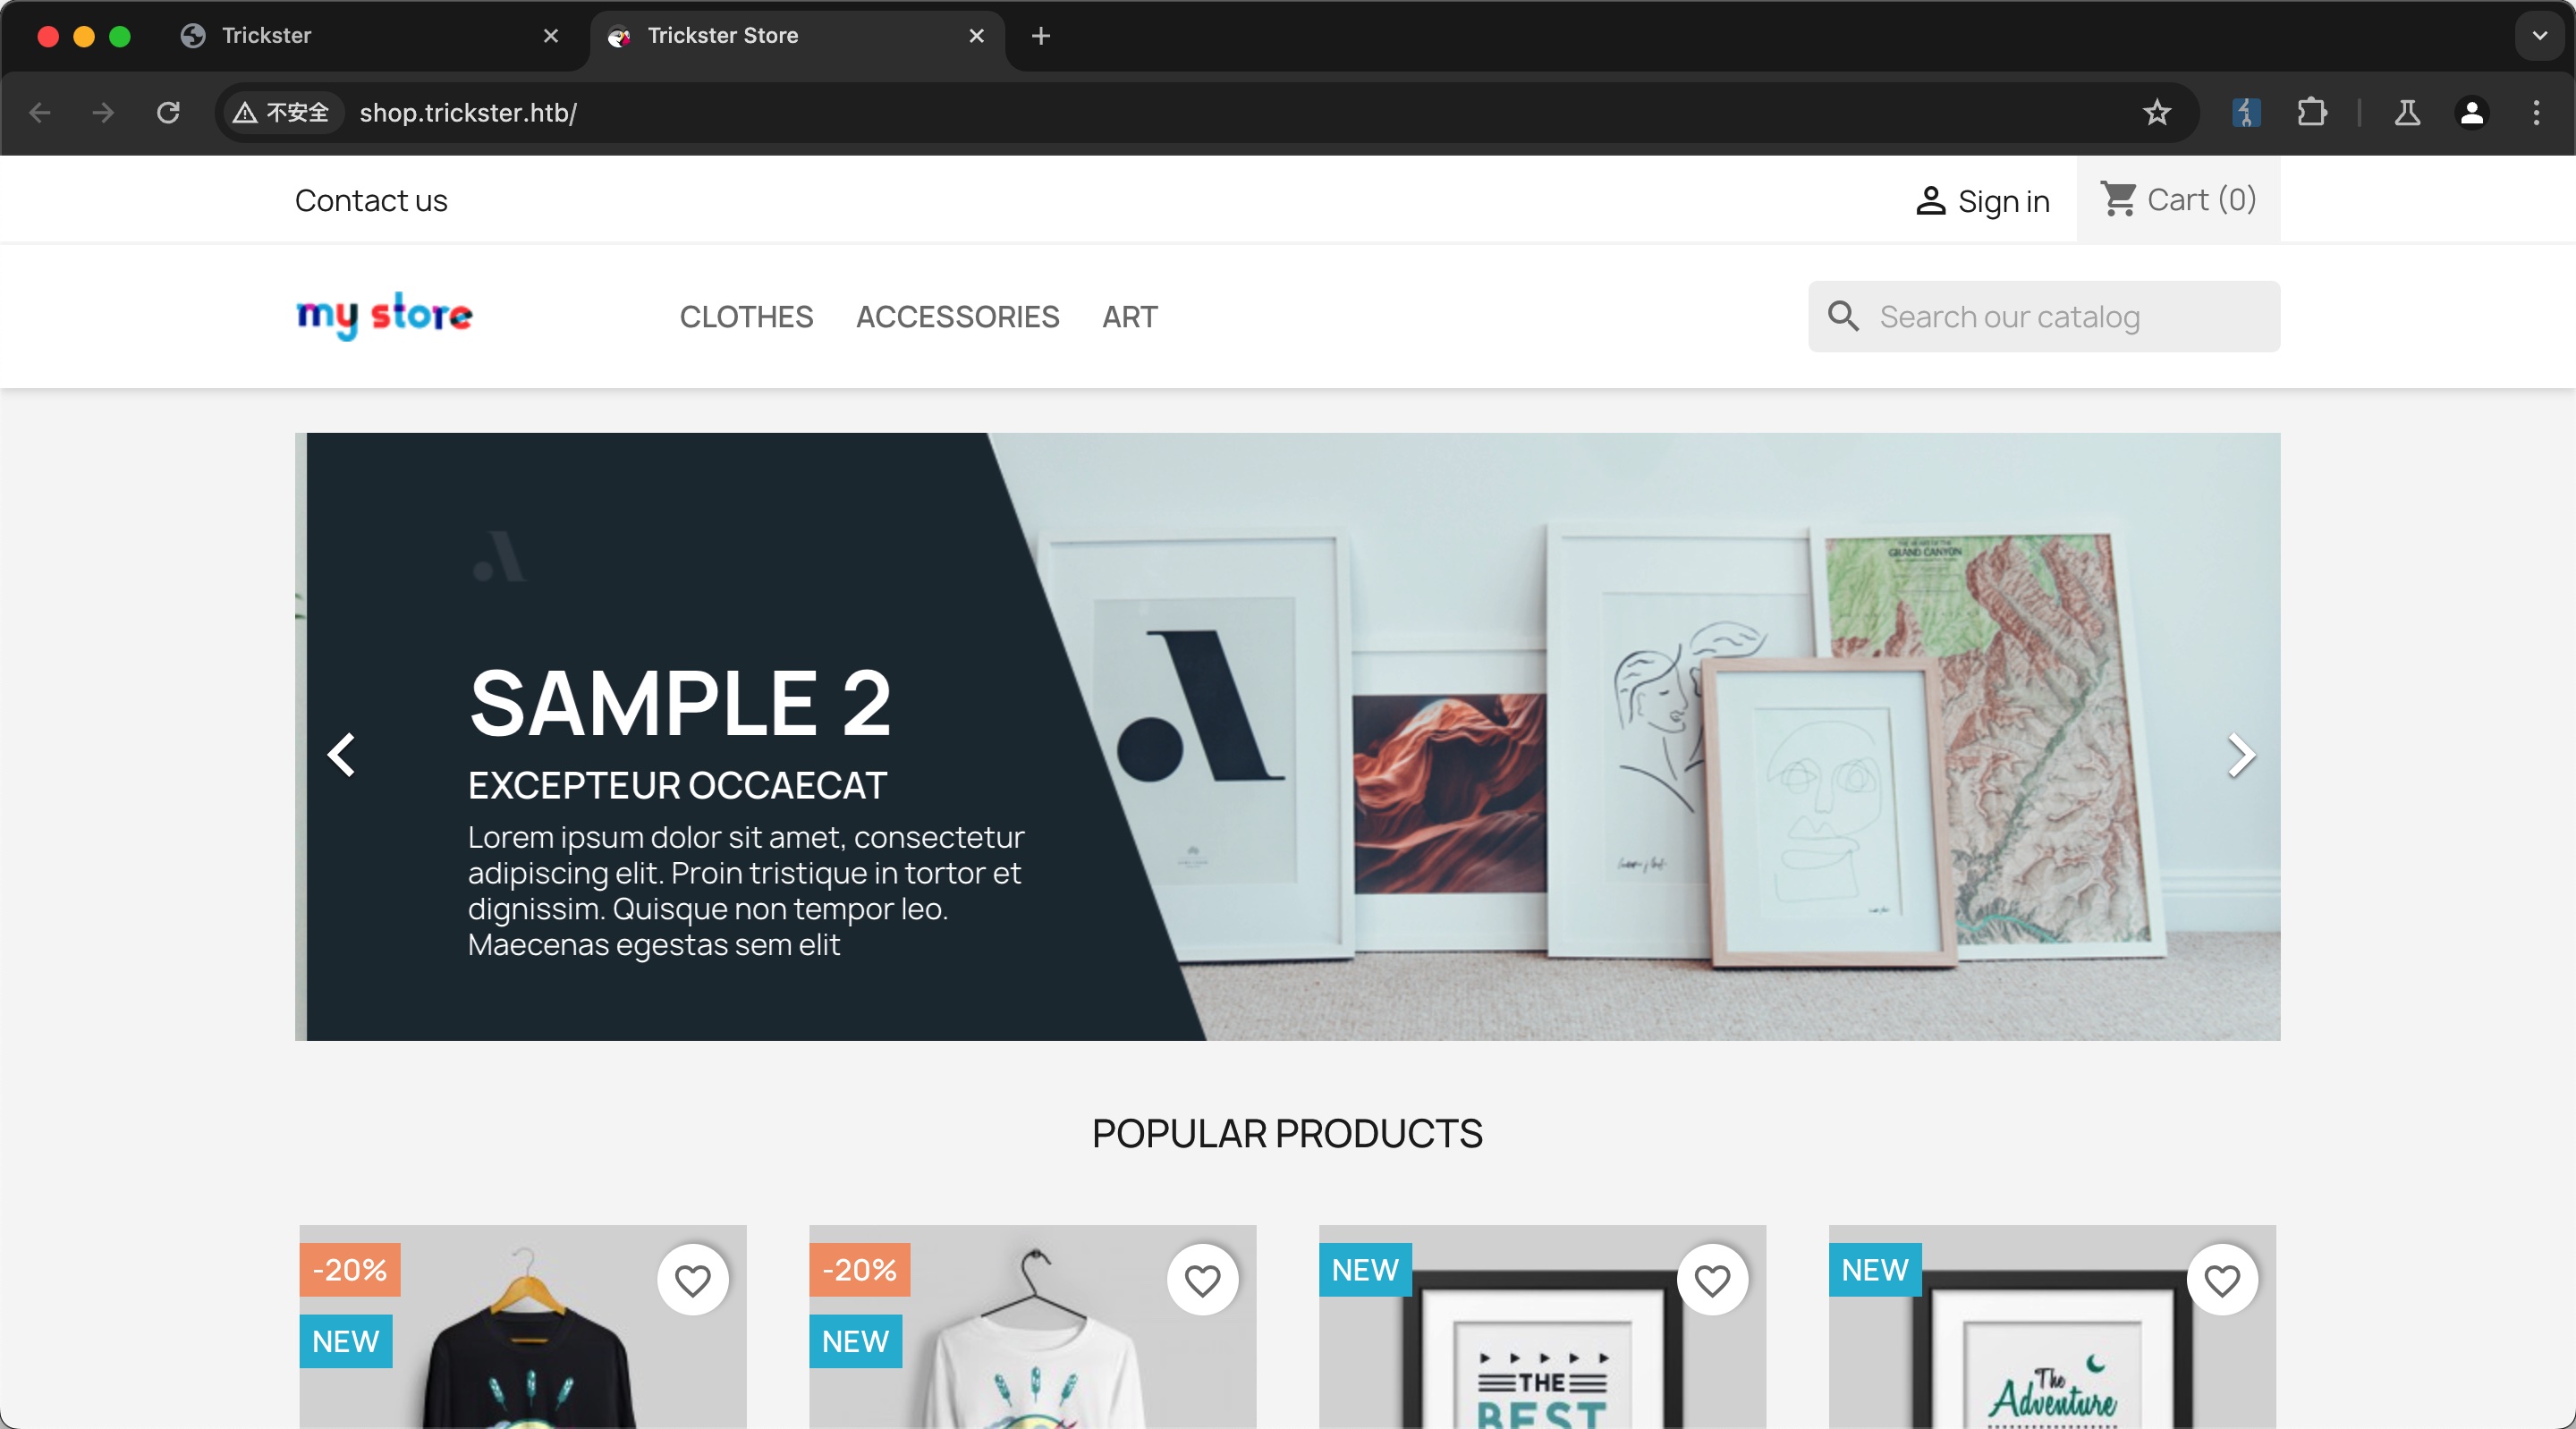 Trickster
Trickster Store
不安全 shop.trickster.htb/
Contact us
Sign in
Cart (0)
my store
CLOTHES ACCESSORIES ART
Search our catalog
GRAND CANYON
SAMPLE 2
EXCEPTEUR OCCAECAT
Lorem ipsum dolor sit amet, consectetur
adipiscing elit. Proin tristique in tortor et
dignissim. Quisque non tempor leo.
Maecenas egestas sem elit
POPULAR PRODUCTS
-20%
NEW
-20%
NEW
NEW
THE
BEST
NEW
The
Adventure